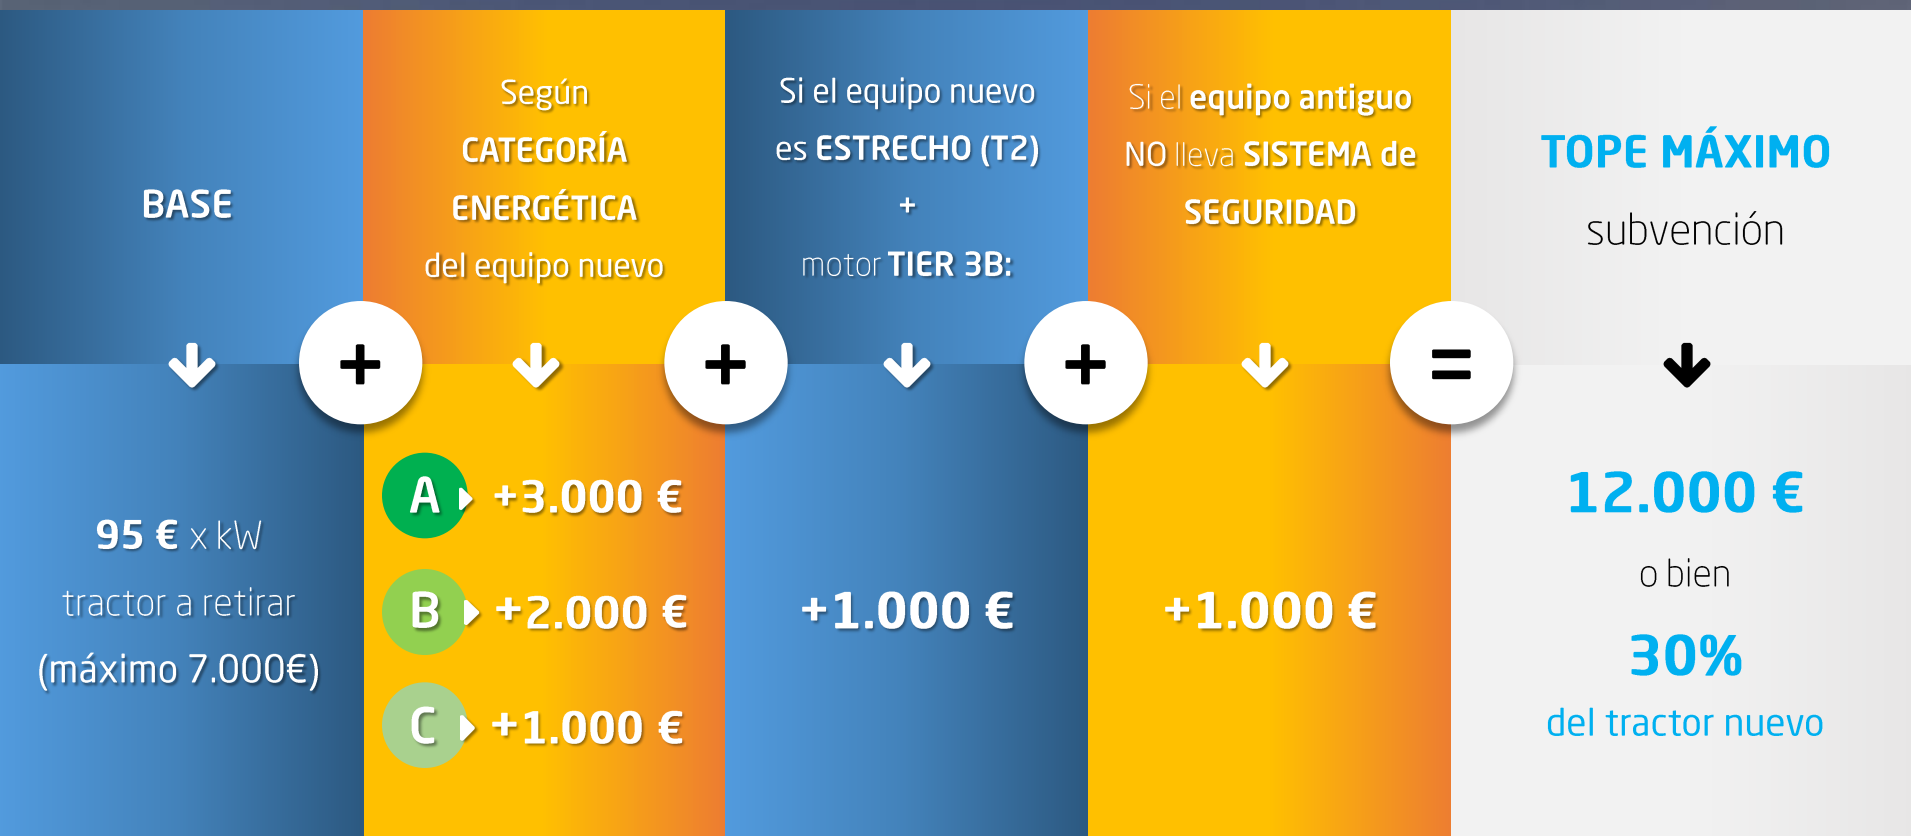 BASE
95 € x kW
tractor a retirar
(máximo 7.000€)
+
Según
CATEGORÍA
ENERGÉTICA
del equipo nuevo
A +3.000 €
B +2.000 €
C +1.000 €
+
Si el equipo nuevo
es ESTRECHO (T2)
+
motor TIER 3B:
+1.000 €
+
Si el equipo antiguo
NO lleva SISTEMA de
SEGURIDAD
+1.000 €
=
TOPE MÁXIMO
subvención
12.000 €
o bien
30%
del tractor nuevo